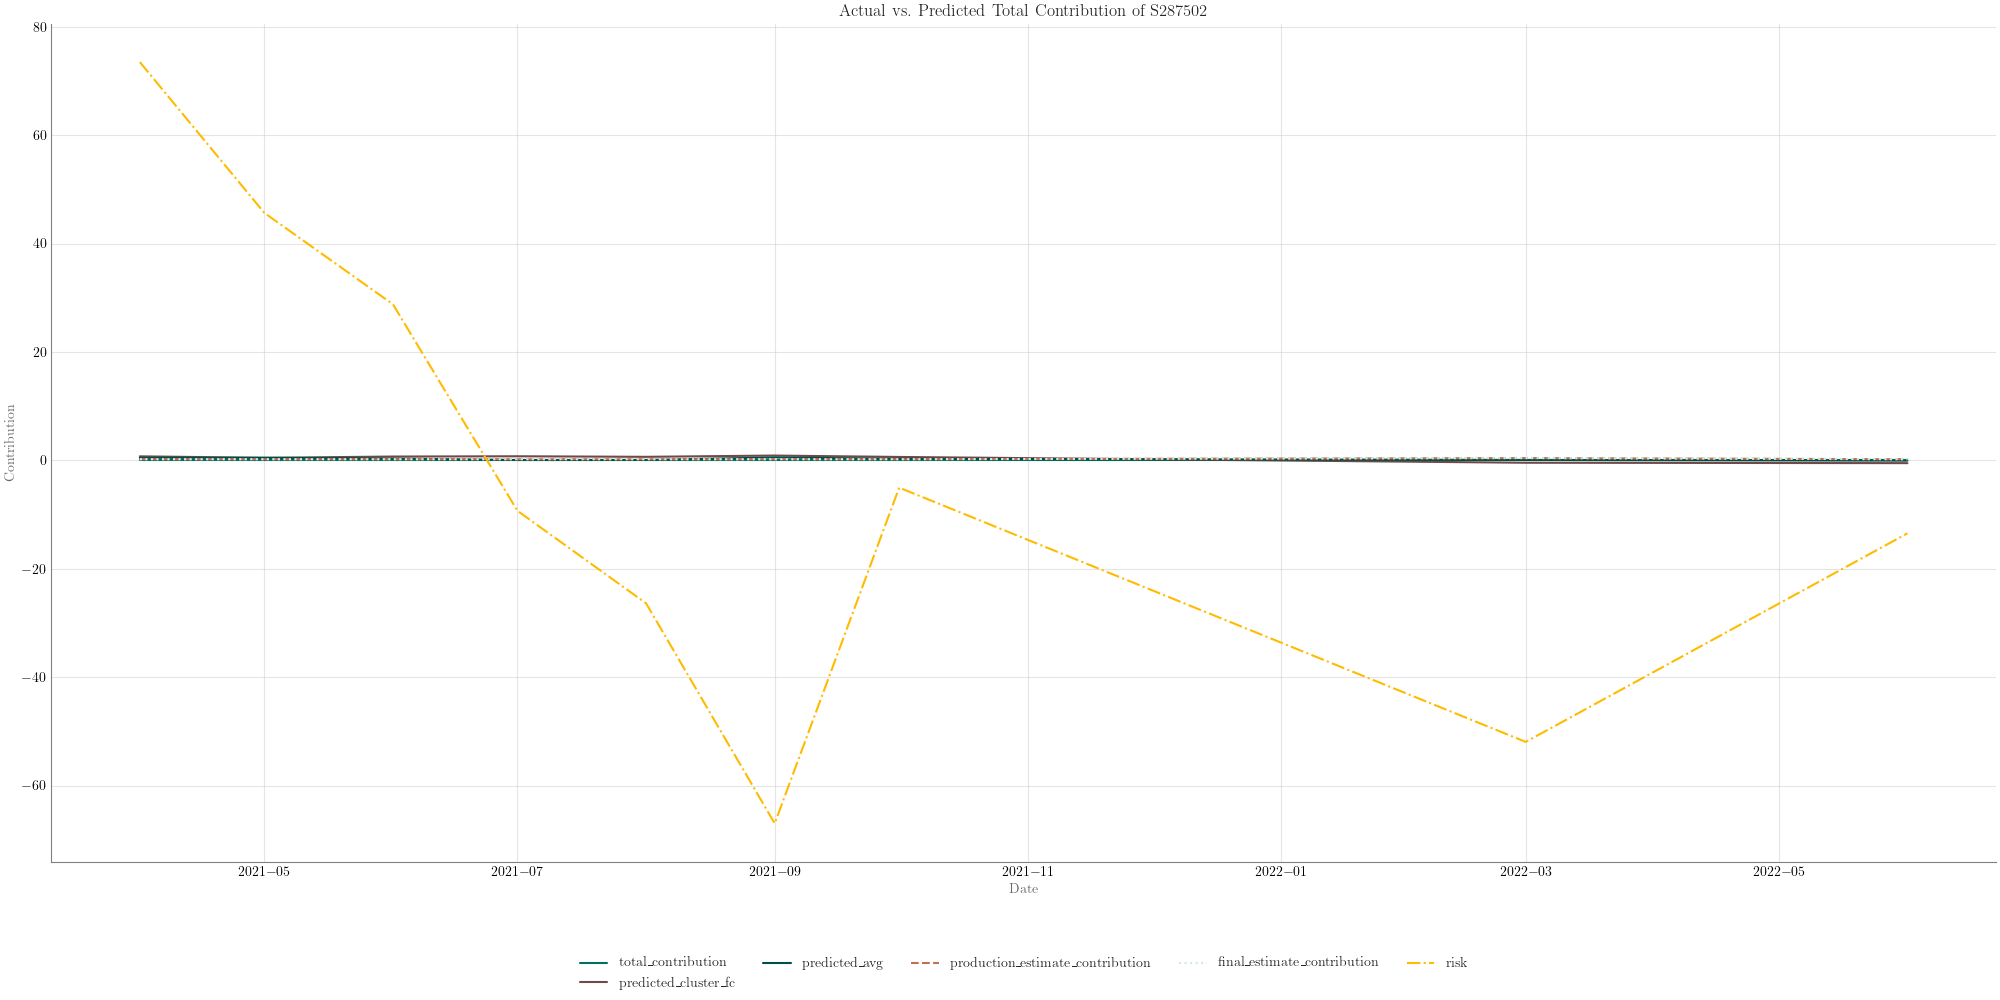 Actual vs. Predicted Total Contribution of S287502
80
60
40
20
0
−20
−40
−60
Contribution
2021−05 2021−07 2021−09 2021−11 2022−01 2022−03 2022−05
Date
total_contribution predicted_avg production_estimate_contribution final_estimate_contribution risk
predicted_cluster_fc